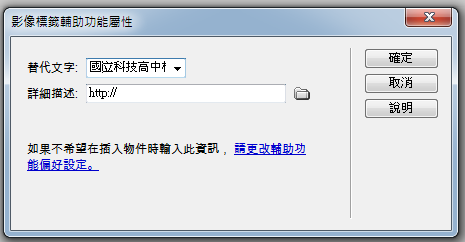 影像標籤輔助功能屬性
替代文字: 國立科技高中
詳細描述: http://
確定
取消
說明
如果不希望在插入物件時輸入此資訊， 請更改輔助功
能偏好設定。